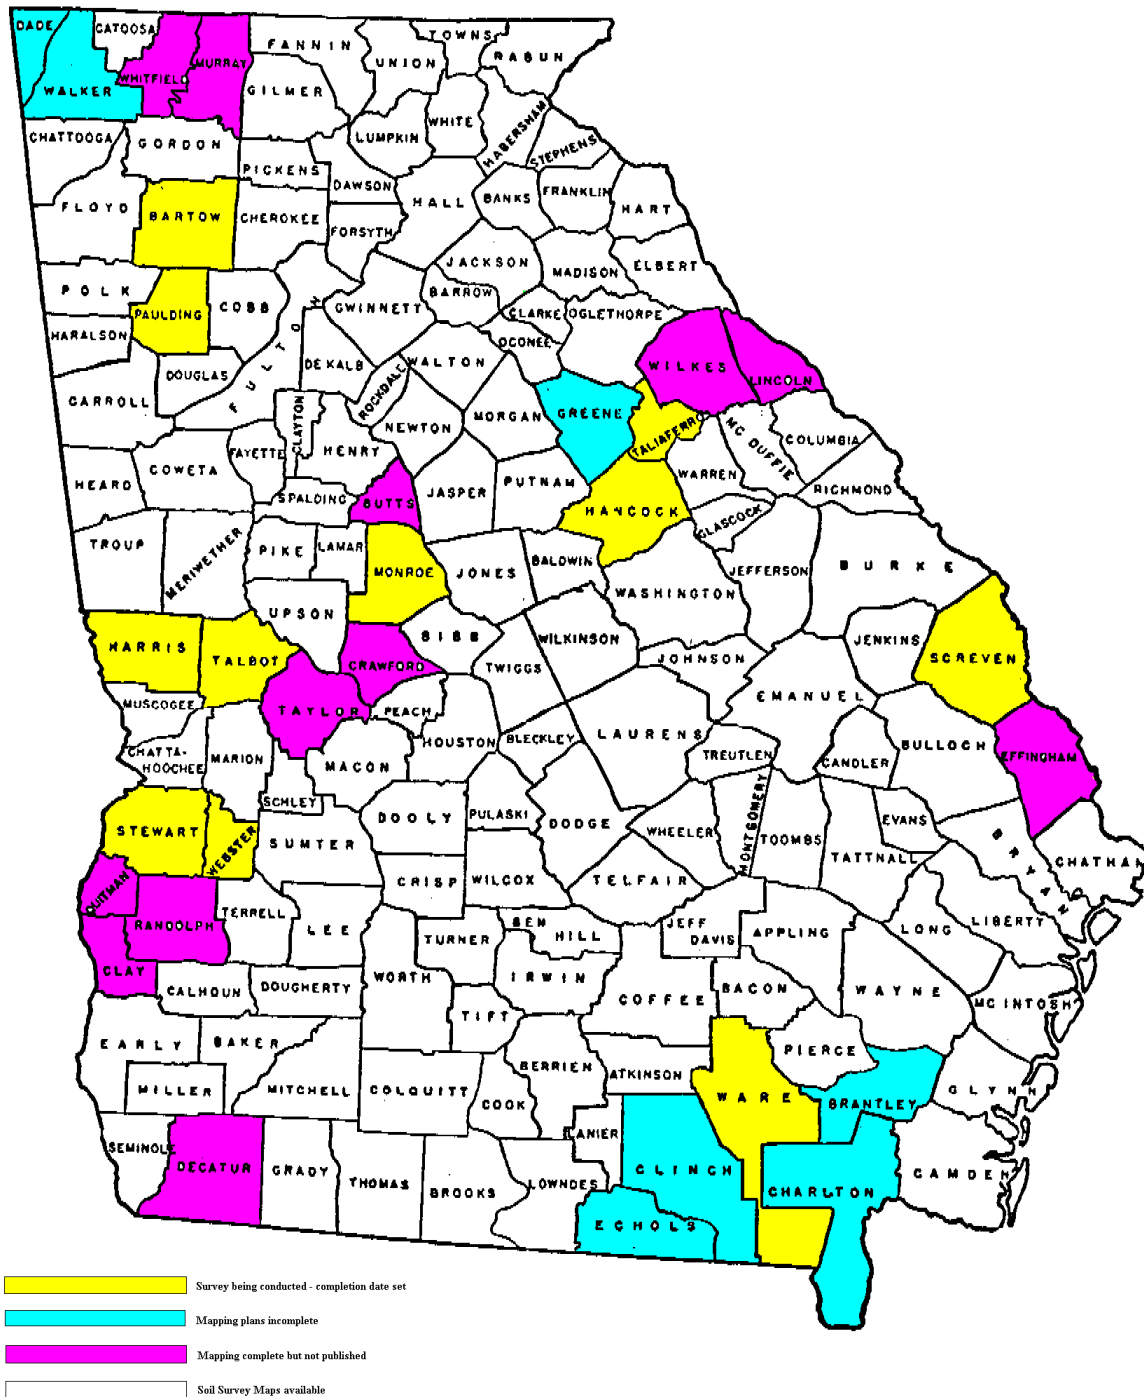 DADE
CATOOSA
WHITFIELD
MURRAY
WALKER
FANNIN
TOWNS
UNION
RABUN
GILMER
CHATTOOGA
GORDON
LUMPKIN
WHITE
HABERSHAM
STEPHENS
PICKENS
DAWSON
FLOYD
BARTOW
CHEROKEE
FORSYTH
HALL
BANKS
FRANKLIN
HART
JACKSON
MADISON
ELBERT
POLK
PAULDING
COBB
FULTON
GWINNETT
BARROW
CLARKE
OGLETHORPE
OCONEE
HARALSON
DOUGLAS
DEKALB
ROCKDALE
WALTON
WILKES
LINCOLN
CARROLL
CLAYTON
NEWTON
MORGAN
GREENE
TALIAFERRO
MC DUFFIE
COLUMBIA
FAYETTE
HENRY
COWETA
HEARD
SPALDING
BUTTS
JASPER
PUTNAM
HANCOCK
WARREN
RICHMOND
GLASCOCK
TROUP
MERIWETHER
PIKE
LAMAR
MONROE
JONES
BALDWIN
WASHINGTON
JEFFERSON
BURKE
UPSON
HARRIS
TALBOT
CRAWFORD
BIBB
TWIGGS
WILKINSON
JOHNSON
JENKINS
SCREVEN
EMANUEL
MUSCOGEE
TAYLOR
PEACH
CHATTA-
HOOCHEE
MARION
MACON
HOUSTON
BLECKLEY
LAURENS
TREUTLEN
CANDLER
BULLOCH
EFFINGHAM
SCHLEY
DOOLY
PULASKI
DODGE
WHEELER
MONTGOMERY
TOOMBS
TATTNALL
EVANS
BRYAN
CHATHAM
STEWART
WEBSTER
SUMTER
CRISP
WILCOX
TELFAIR
QUITMAN
RANDOLPH
TERRELL
LEE
TURNER
BEN HILL
JEFF
DAVIS
APPLING
LONG
LIBERTY
CLAY
CALHOUN
DOUGHERTY
WORTH
IRWIN
TIFT
COFFEE
BACON
WAYNE
MC INTOSH
EARLY
BAKER
MILLER
MITCHELL
COLQUITT
COOK
BERRIEN
ATKINSON
WARE
PIERCE
BRANTLEY
GLYNN
SEMINOLE
DECATUR
GRADY
THOMAS
BROOKS
LOWNDES
LANIER
CLINCH
ECHOLS
CHARLTON
CAMDEN
Survey being conducted - completion date set
Mapping plans incomplete
Mapping complete but not published
Soil Survey Maps available